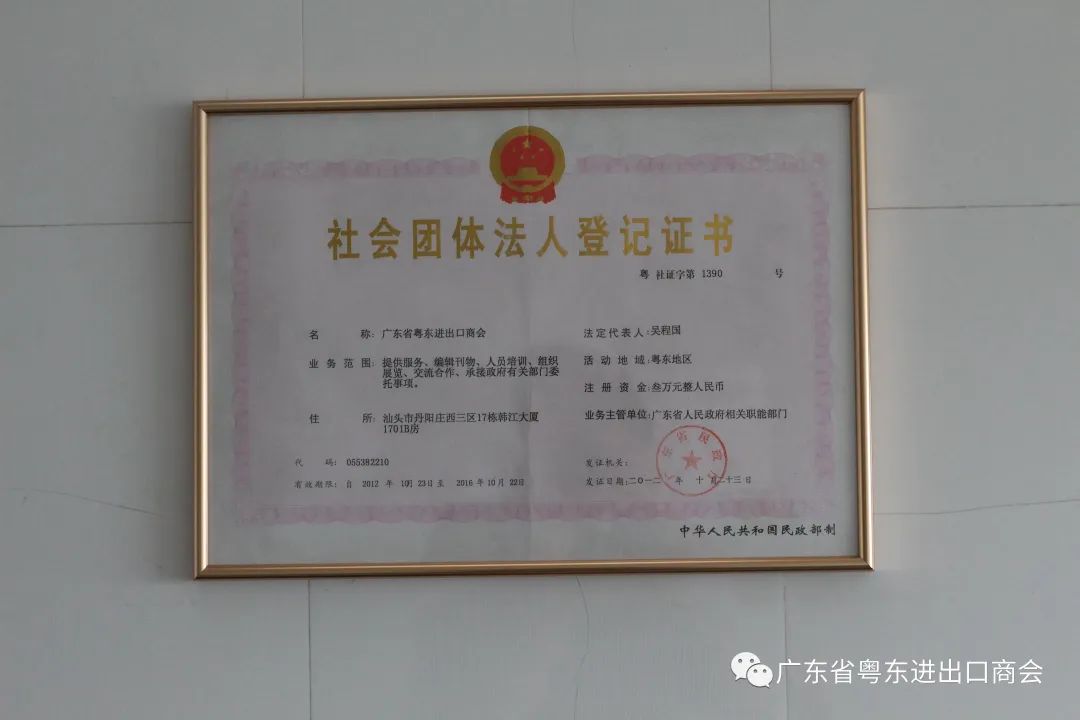 社会团体法人登记证书
粤 社证字第 1390 号
名 称: 广东省粤东进出口商会
业务范围: 提供服务、编辑刊物、人员培训、组织
展览、交流合作、承接政府有关部门委
托事项。
住 所: 汕头市丹阳庄西三区17栋韩江大厦
1701B房
代 码: 055382210
有效期限: 自 2012 年 10月 23日至 2016 年 10月 22日
法定代表人: 吴程国
活动地域: 粤东地区
注册资金: 叁万元整人民币
业务主管单位: 广东省人民政府相关职能部门
发证机关:
广东省民政厅
发证日期: 二〇一二 年 十 月二十三日
中华人民共和国民政部制
广东省粤东进出口商会